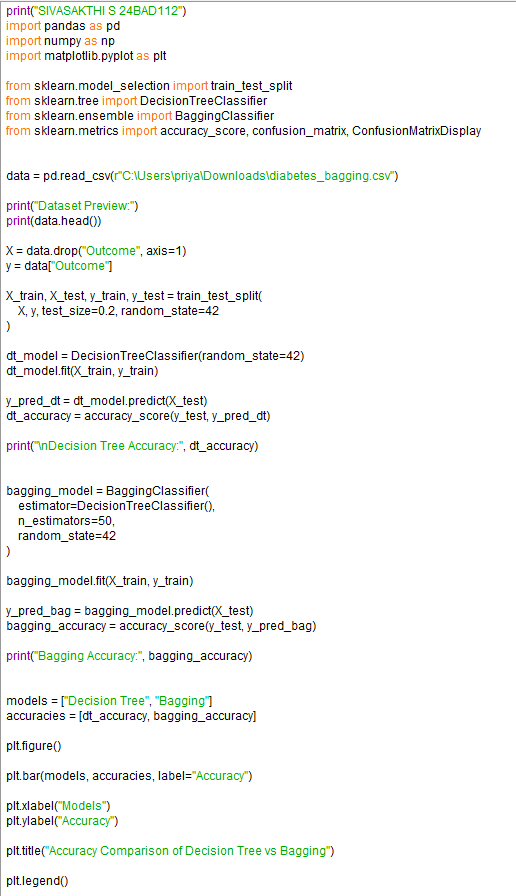 print("SIVASAKTHI S 24BAD112")
import pandas as pd
import numpy as np
import matplotlib.pyplot as plt

from sklearn.model_selection import train_test_split
from sklearn.tree import DecisionTreeClassifier
from sklearn.ensemble import BaggingClassifier
from sklearn.metrics import accuracy_score, confusion_matrix, ConfusionMatrixDisplay


data = pd.read_csv(r"C:\Users\priya\Downloads\diabetes_bagging.csv")

print("Dataset Preview:")
print(data.head())

X = data.drop("Outcome", axis=1)
y = data["Outcome"]

X_train, X_test, y_train, y_test = train_test_split(
    X, y, test_size=0.2, random_state=42
)

dt_model = DecisionTreeClassifier(random_state=42)
dt_model.fit(X_train, y_train)

y_pred_dt = dt_model.predict(X_test)
dt_accuracy = accuracy_score(y_test, y_pred_dt)

print("\nDecision Tree Accuracy:", dt_accuracy)


bagging_model = BaggingClassifier(
    estimator=DecisionTreeClassifier(),
    n_estimators=50,
    random_state=42
)

bagging_model.fit(X_train, y_train)

y_pred_bag = bagging_model.predict(X_test)
bagging_accuracy = accuracy_score(y_test, y_pred_bag)

print("Bagging Accuracy:", bagging_accuracy)


models = ["Decision Tree", "Bagging"]
accuracies = [dt_accuracy, bagging_accuracy]

plt.figure()

plt.bar(models, accuracies, label="Accuracy")

plt.xlabel("Models")
plt.ylabel("Accuracy")

plt.title("Accuracy Comparison of Decision Tree vs Bagging")

plt.legend()